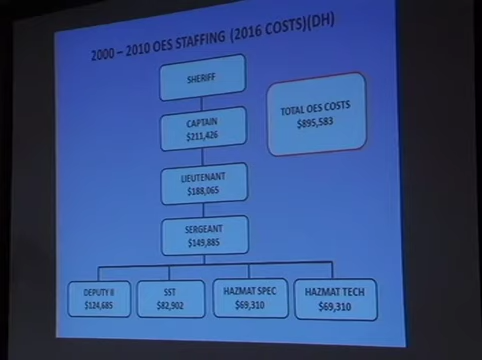 2000 – 2010 OES STAFFING (2016 COSTS)(DH)
SHERIFF
TOTAL OES COSTS
$895,583
CAPTAIN
$211,426
LIEUTENANT
$188,065
SERGEANT
$149,885
DEPUTY II
$124,685
SST
$82,902
HAZMAT SPEC
$69,310
HAZMAT TECH
$69,310